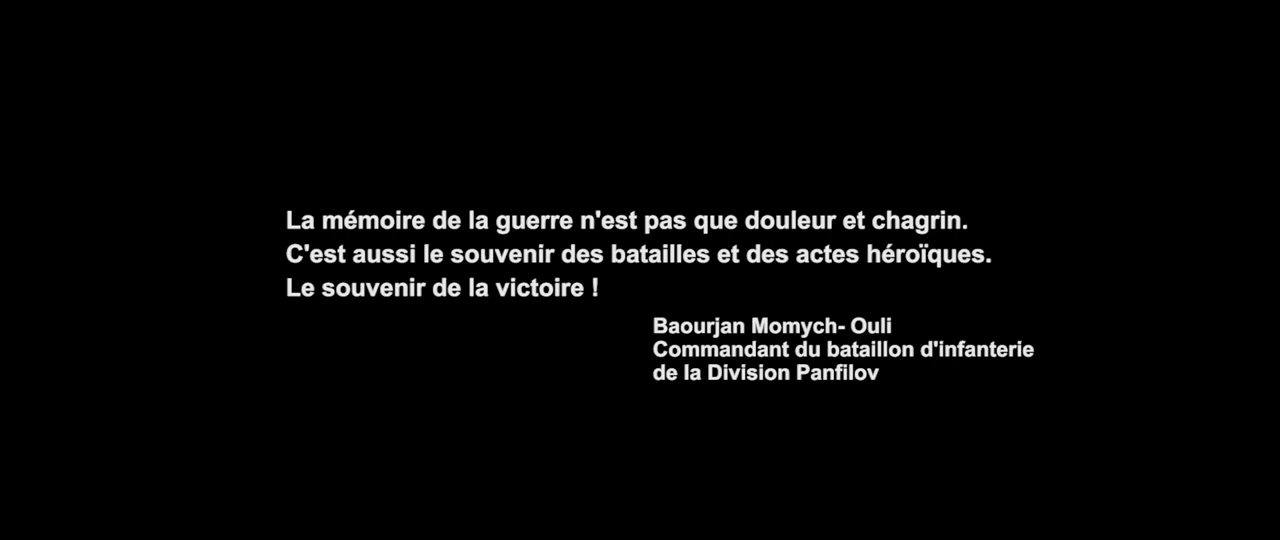 La mémoire de la guerre n'est pas que douleur et chagrin.
C'est aussi le souvenir des batailles et des actes héroïques.
Le souvenir de la victoire !
Baourjan Momych- Ouli
Commandant du bataillon d'infanterie
de la Division Panfilov